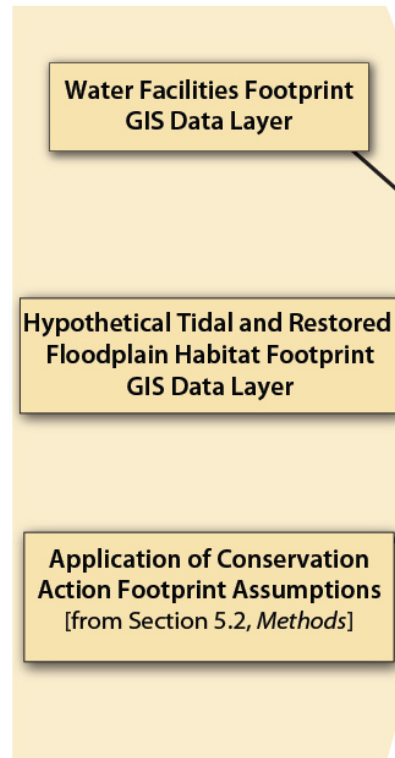 Water Facilities Footprint
GIS Data Layer
Hypothetical Tidal and Restored
Floodplain Habitat Footprint
GIS Data Layer
Application of Conservation
Action Footprint Assumptions
[from Section 5.2, Methods]